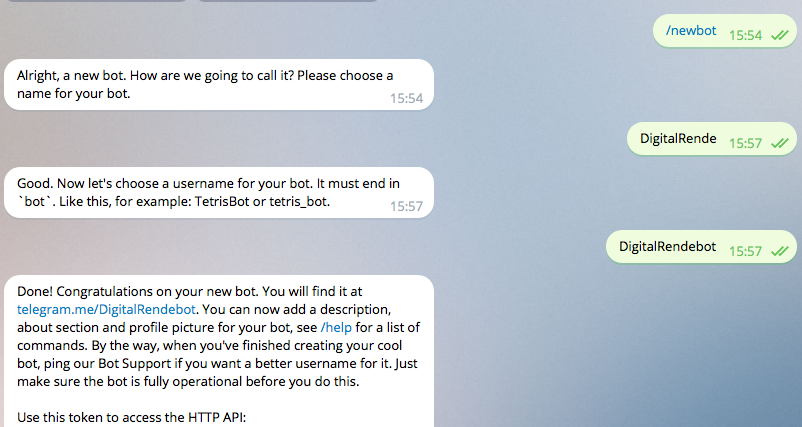 /newbot 15:54
Alright, a new bot. How are we going to call it? Please choose a
name for your bot.
15:54
DigitalRende 15:57
Good. Now let's choose a username for your bot. It must end in
`bot`. Like this, for example: TetrisBot or tetris_bot.
15:57
DigitalRendebot 15:57
Done! Congratulations on your new bot. You will find it at
telegram.me/DigitalRendebot. You can now add a description,
about section and profile picture for your bot, see /help for a list of
commands. By the way, when you've finished creating your cool
bot, ping our Bot Support if you want a better username for it. Just
make sure the bot is fully operational before you do this.
Use this token to access the HTTP API: